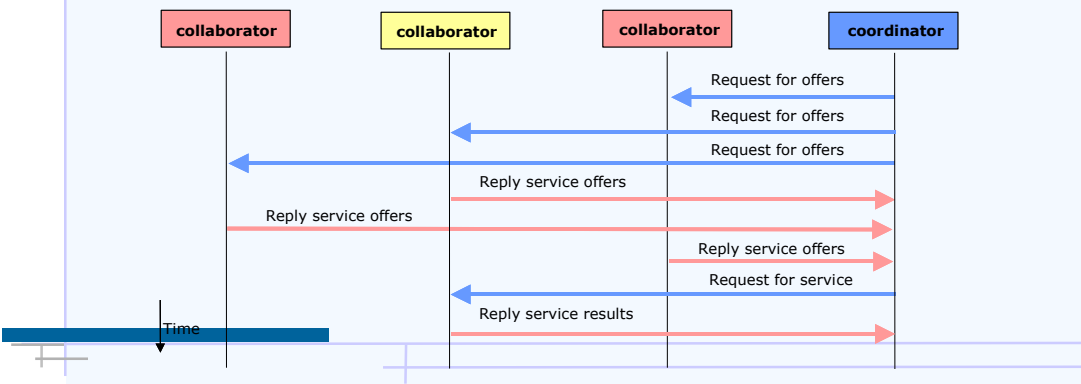 collaborator
collaborator
collaborator
coordinator
Request for offers
Request for offers
Request for offers
Reply service offers
Reply service offers
Reply service offers
Request for service
Reply service results
Time